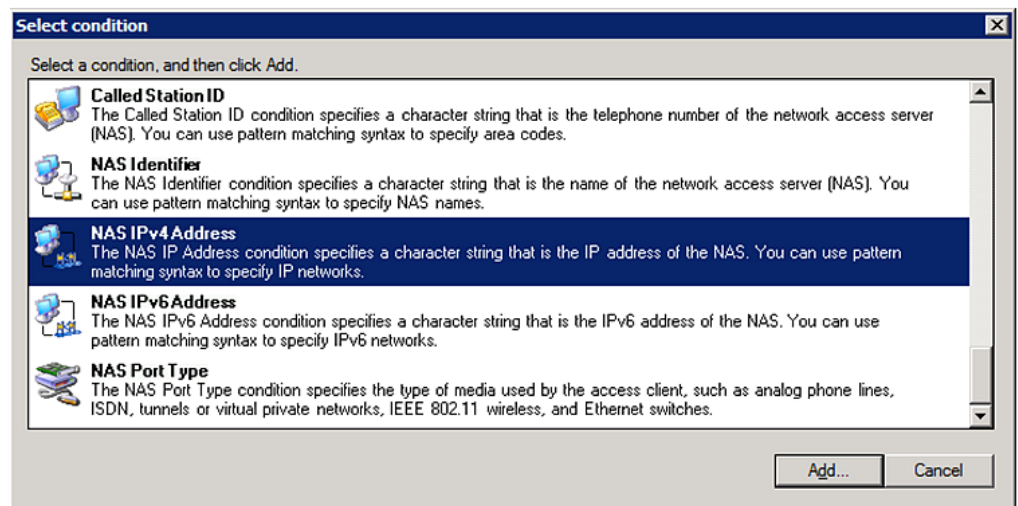 Select condition
Select a condition, and then click Add.
Called Station ID
The Called Station ID condition specifies a character string that is the telephone number of the network access server
(NAS). You can use pattern matching syntax to specify area codes.
NAS Identifier
The NAS Identifier condition specifies a character string that is the name of the network access server (NAS). You
can use pattern matching syntax to specify NAS names.
NAS IPv4 Address
The NAS IP Address condition specifies a character string that is the IP address of the NAS. You can use pattern
matching syntax to specify IP networks.
NAS IPv6 Address
The NAS IPv6 Address condition specifies a character string that is the IPv6 address of the NAS. You can use
pattern matching syntax to specify IPv6 networks.
NAS Port Type
The NAS Port Type condition specifies the type of media used by the access client, such as analog phone lines,
ISDN, tunnels or virtual private networks, IEEE 802.11 wireless, and Ethernet switches.
Add... Cancel